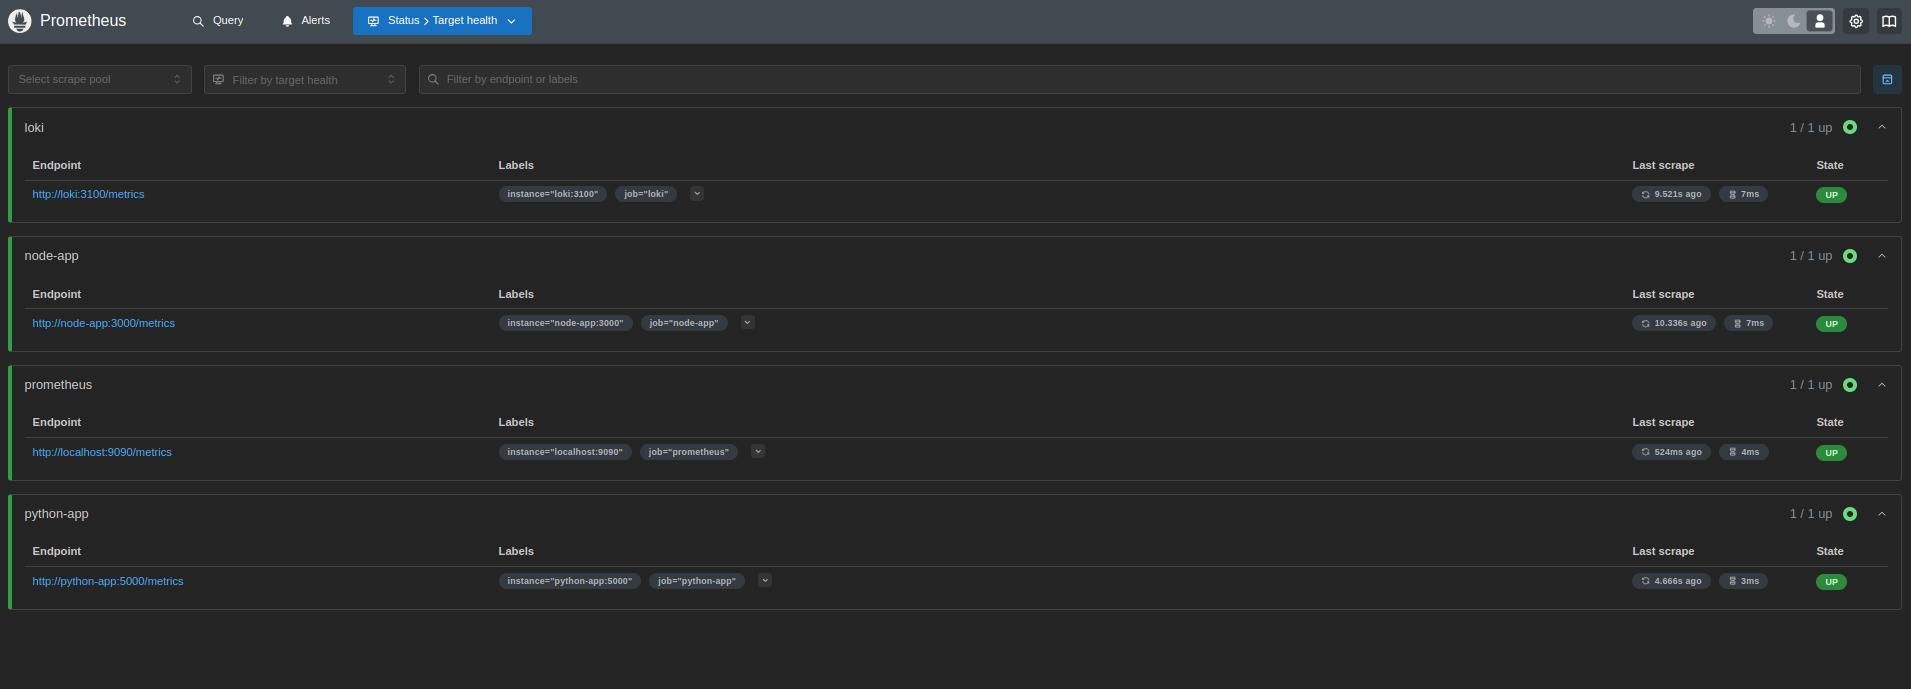 Prometheus Query Alerts Status > Target health
Select scrape pool Filter by target health Filter by endpoint or labels
loki 1 / 1 up
Endpoint Labels Last scrape State
http://loki:3100/metrics instance="loki:3100" job="loki" 9.521s ago 7ms UP
node-app 1 / 1 up
Endpoint Labels Last scrape State
http://node-app:3000/metrics instance="node-app:3000" job="node-app" 10.336s ago 7ms UP
prometheus 1 / 1 up
Endpoint Labels Last scrape State
http://localhost:9090/metrics instance="localhost:9090" job="prometheus" 524ms ago 4ms UP
python-app 1 / 1 up
Endpoint Labels Last scrape State
http://python-app:5000/metrics instance="python-app:5000" job="python-app" 4.666s ago 3ms UP